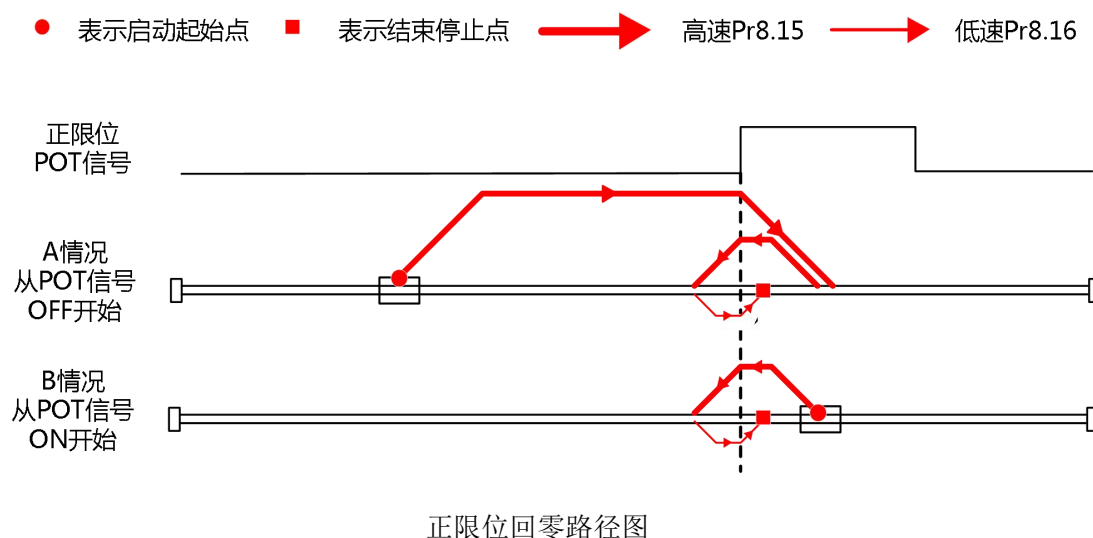 表示启动起始点 表示结束停止点 高速Pr8.15 低速Pr8.16
正限位
POT信号
A情况
从POT信号
OFF开始
B情况
从POT信号
ON开始
正限位回零路径图